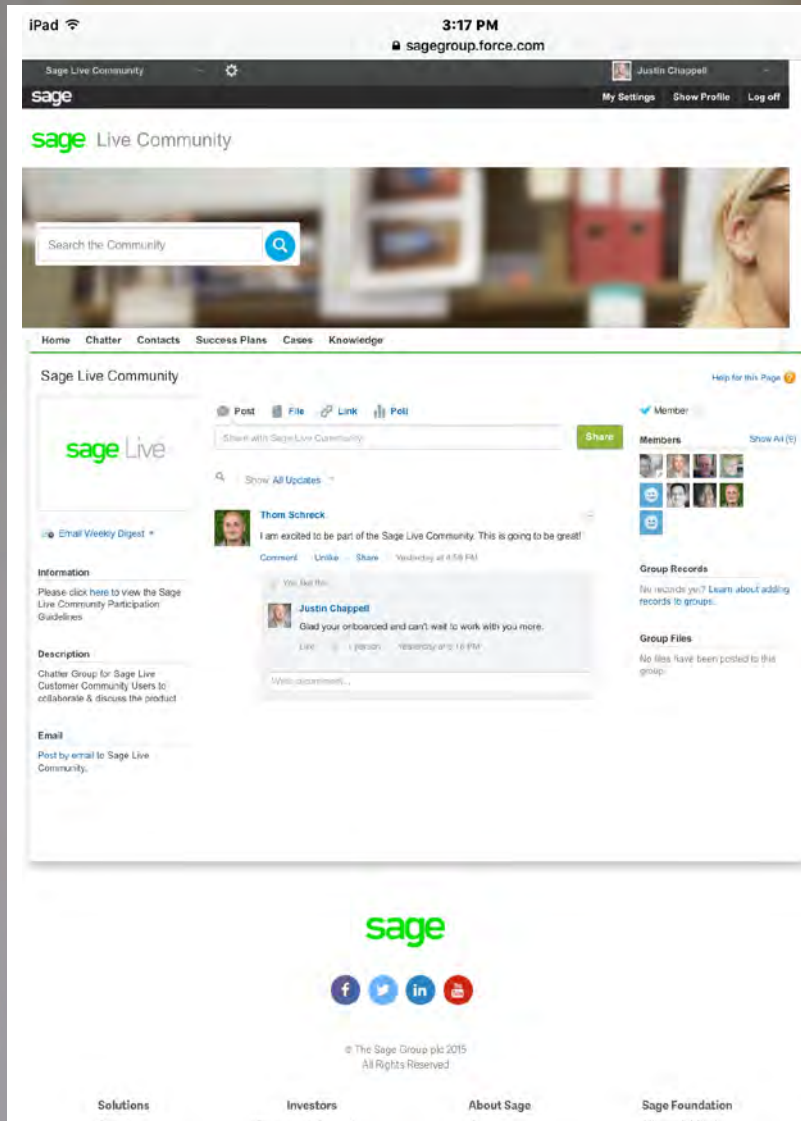 iPad
3:17 PM
sagegroup.force.com
Sage Live Community
Justin Chappell
sage
My Settings Show Profile Log off
sage Live Community
Search the Community
Home Chatter Contacts Success Plans Cases Knowledge
Sage Live Community
Help for this Page
sage Live
Email Weekly Digest
Information
Please click here to view the Sage
Live Community Participation
Guidelines
Description
Chatter Group for Sage Live
Customer Community Users to
collaborate & discuss the product
Email
Post by email to Sage Live
Community.
Post File Link Poll
Share with Sage Live Community
Share
Show All Updates
Thom Schreck
I am excited to be part of the Sage Live Community. This is going to be great!
Comment Unlike Share Yesterday at 4:58 PM
You like this.
Justin Chappell
Glad your onboarded and can't wait to work with you more.
Like 1 person Yesterday at
Write a comment...
Member
Members Show All (9)
Group Records
No records yet? Learn about adding
records to groups.
Group Files
No files have been posted to this
group.
sage
© The Sage Group plc 2015
All Rights Reserved
Solutions Investors About Sage Sage Foundation